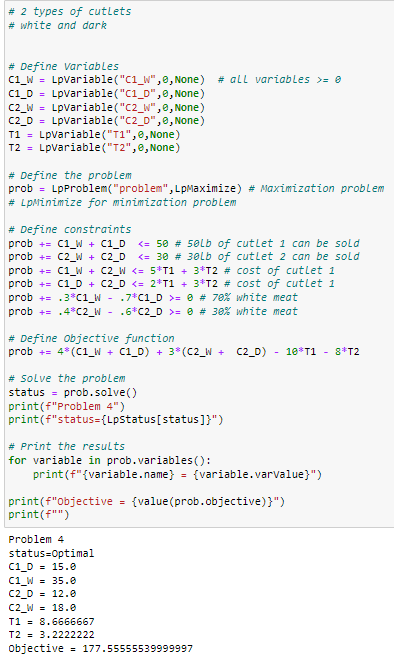 # 2 types of cutlets
# white and dark
# Define Variables
C1_W = LpVariable("C1_W",0,None)  # all variables >= 0
C1_D = LpVariable("C1_D",0,None)
C2_W = LpVariable("C2_W",0,None)
C2_D = LpVariable("C2_D",0,None)
T1 = LpVariable("T1",0,None)
T2 = LpVariable("T2",0,None)
# Define the problem
prob = LpProblem("problem",LpMaximize) # Maximization problem
# LpMinimize for minimization problem
# Define constraints
prob += C1_W + C1_D  <= 50 # 50lb of cutlet 1 can be sold
prob += C2_W + C2_D  <= 30 # 30lb of cutlet 2 can be sold
prob += C1_W + C2_W <= 5*T1 + 3*T2 # cost of cutlet 1
prob += C1_D + C2_D <= 2*T1 + 3*T2 # cost of cutlet 1
prob += .3*C1_W - .7*C1_D >= 0 # 70% white meat
prob += .4*C2_W - .6*C2_D >= 0 # 30% white meat
# Define Objective function
prob += 4*(C1_W + C1_D) + 3*(C2_W +  C2_D) - 10*T1 - 8*T2
# Solve the problem
status = prob.solve()
print(f"Problem 4")
print(f"status={LpStatus[status]}")
# Print the results
for variable in prob.variables():
    print(f"{variable.name} = {variable.varValue}")
print(f"Objective = {value(prob.objective)}")
print(f"")
Problem 4
status=Optimal
C1_D = 15.0
C1_W = 35.0
C2_D = 12.0
C2_W = 18.0
T1 = 8.6666667
T2 = 3.2222222
Objective = 177.55555539999997